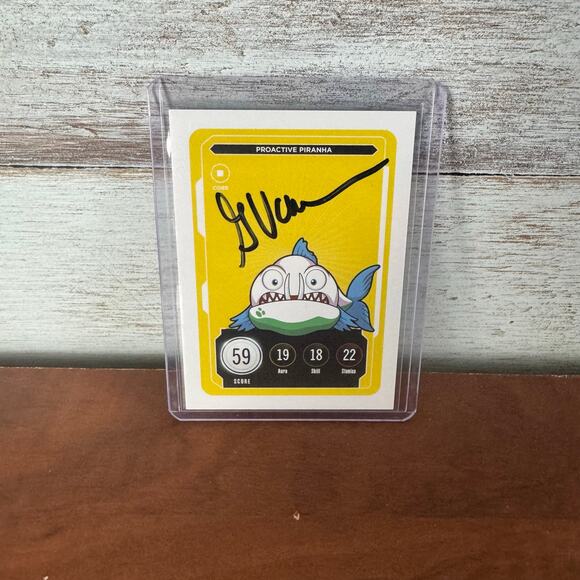 PROACTIVE PIRANHA
CORE
59
SCORE
19
Aura
18
Skill
22
Stamina